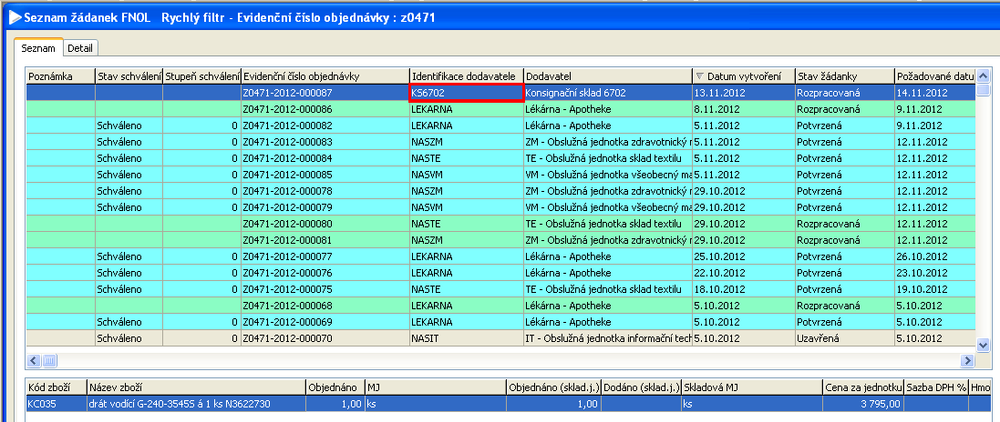 Seznam žádanek FNOL Rychlý filtr - Evidenční číslo objednávky : z0471
Seznam Detail
Poznámka Stav schválení Stupeň schválení Evidenční číslo objednávky Identifikace dodavatele Dodavatel Datum vytvoření Stav žádanky Požadované datu
Z0471-2012-000087 KS6702 Konsignační sklad 6702 13.11.2012 Rozpracovaná 14.11.2012
Z0471-2012-000086 LEKARNA Lékárna - Apotheke 8.11.2012 Rozpracovaná 9.11.2012
Schváleno 0 Z0471-2012-000082 LEKARNA Lékárna - Apotheke 5.11.2012 Potvrzená 9.11.2012
Schváleno 0 Z0471-2012-000083 NASZM ZM - Obslužná jednotka zdravotnický r 5.11.2012 Potvrzená 12.11.2012
Schváleno 0 Z0471-2012-000084 NASTE TE - Obslužná jednotka sklad textilu 5.11.2012 Potvrzená 12.11.2012
Schváleno 0 Z0471-2012-000085 NASVM VM - Obslužná jednotka všeobecný ma 5.11.2012 Potvrzená 12.11.2012
Schváleno 0 Z0471-2012-000078 NASZM ZM - Obslužná jednotka zdravotnický r 29.10.2012 Potvrzená 12.11.2012
Schváleno 0 Z0471-2012-000079 NASVM VM - Obslužná jednotka všeobecný ma 29.10.2012 Potvrzená 12.11.2012
Z0471-2012-000080 NASTE TE - Obslužná jednotka sklad textilu 29.10.2012 Rozpracovaná 12.11.2012
Z0471-2012-000081 NASZM ZM - Obslužná jednotka zdravotnický r 29.10.2012 Rozpracovaná 12.11.2012
Schváleno 0 Z0471-2012-000077 LEKARNA Lékárna - Apotheke 25.10.2012 Potvrzená 26.10.2012
Schváleno 0 Z0471-2012-000076 LEKARNA Lékárna - Apotheke 22.10.2012 Potvrzená 23.10.2012
Schváleno 0 Z0471-2012-000075 NASTE TE - Obslužná jednotka sklad textilu 18.10.2012 Potvrzená 19.10.2012
Z0471-2012-000068 LEKARNA Lékárna - Apotheke 5.10.2012 Rozpracovaná 5.10.2012
Schváleno 0 Z0471-2012-000069 LEKARNA Lékárna - Apotheke 5.10.2012 Potvrzená 5.10.2012
Schváleno 0 Z0471-2012-000070 NASIT IT - Obslužná jednotka informační tech 5.10.2012 Uzavřená 5.10.2012
Kód zboží Název zboží Objednáno MJ Objednáno (sklad.j.) Dodáno (sklad.j.) Skladová MJ Cena za jednotku Sazba DPH % Hmo
KC035 drát vodící G-240-3545S á 1 ks N3622730 1,00 ks 1,00 ks 3 795,00